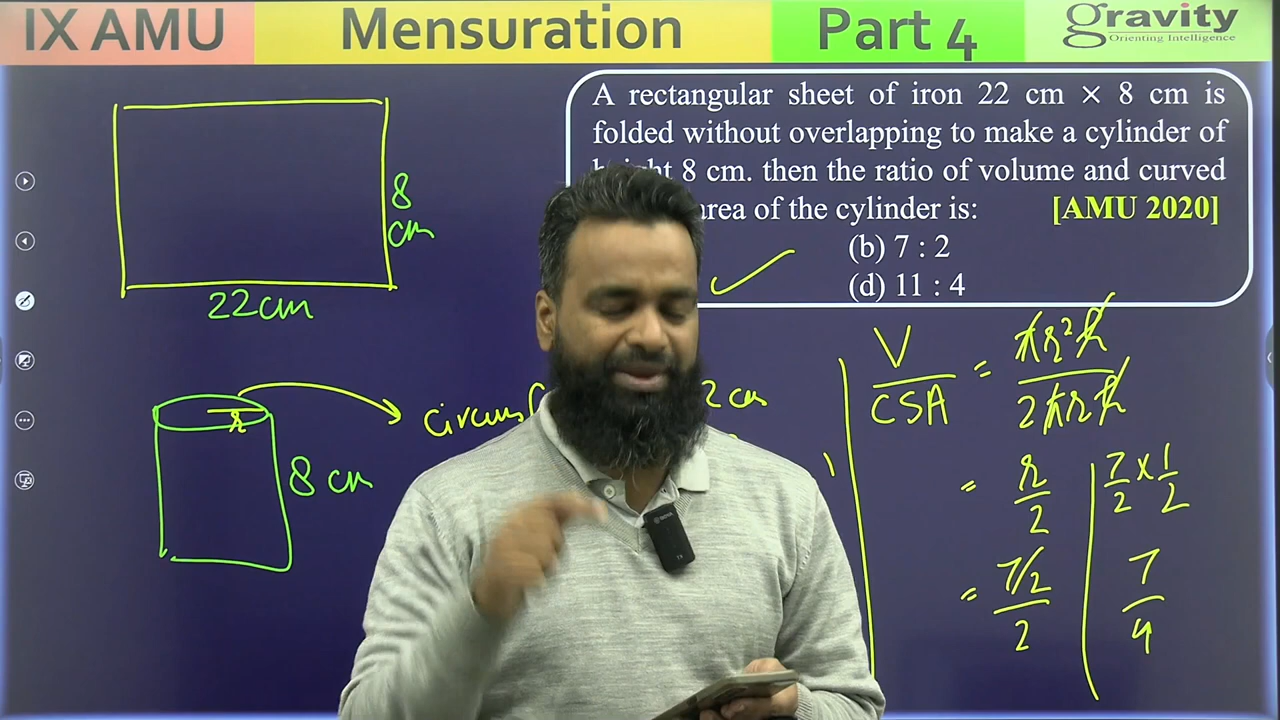 IX AMU
Mensuration
Part 4
gravity
Orienting Intelligence
A rectangular sheet of iron 22 cm × 8 cm is
folded without overlapping to make a cylinder of
8 cm. then the ratio of volume and curved
area of the cylinder is: [AMU 2020]
(b) 7 : 2
(d) 11 : 4
8 cm
22 cm
r
8 cm
V/CSA = πr²h/2πrh
= r/2
7/2 × 1/2
= 7/2/2
7/4